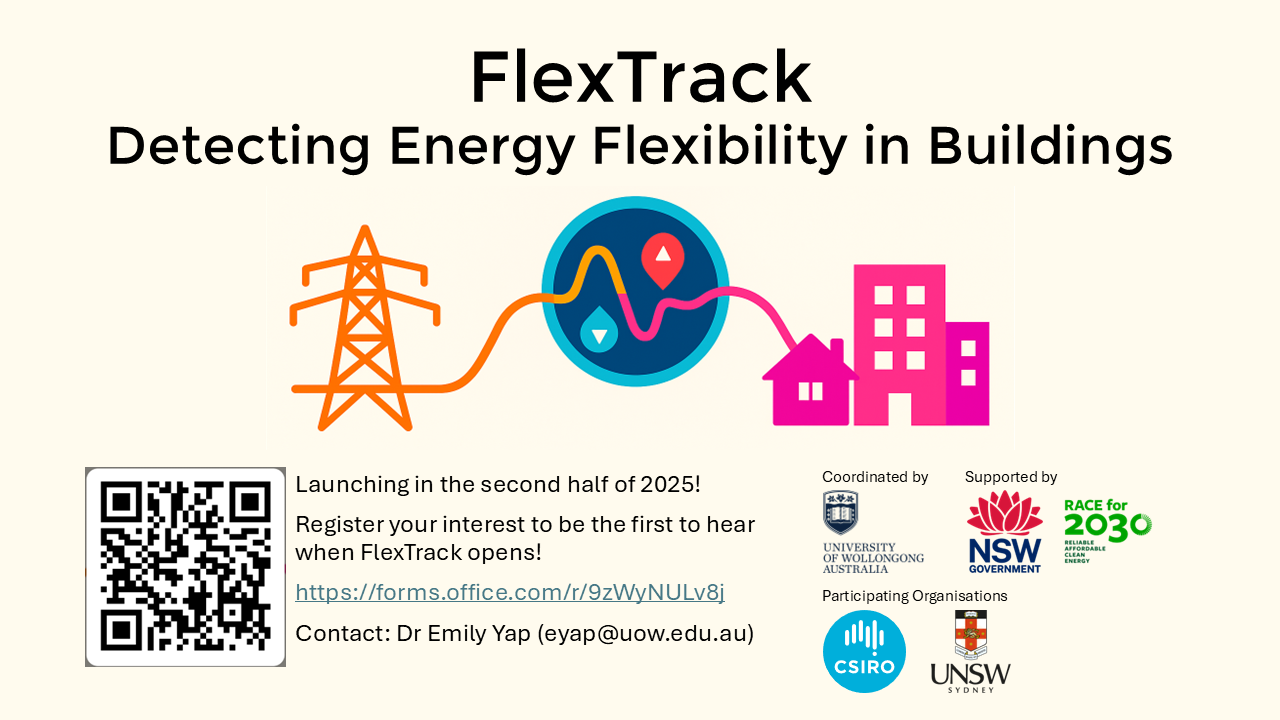 FlexTrack
Detecting Energy Flexibility in Buildings
Launching in the second half of 2025!
Register your interest to be the first to hear
when FlexTrack opens!
https://forms.office.com/r/9zWyNULv8j
Contact: Dr Emily Yap (eyap@uow.edu.au)
Coordinated by
UNIVERSITY
OF WOLLONGONG
AUSTRALIA
Supported by
NSW
GOVERNMENT
RACE for
2030
RELIABLE
AFFORDABLE
CLEAN
ENERGY
Participating Organisations
CSIRO
UNSW
SYDNEY